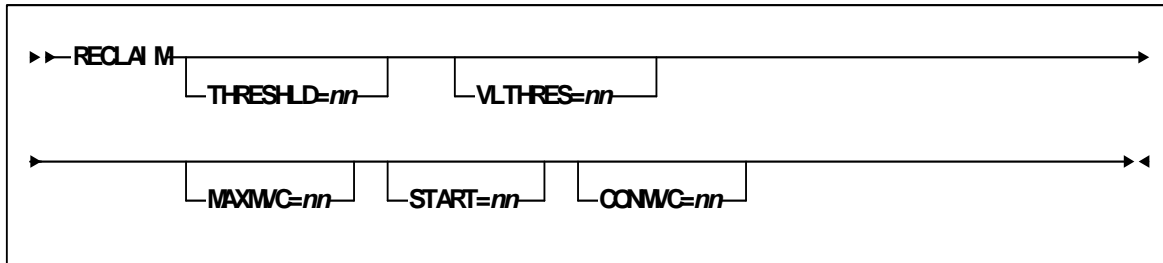 RECLAIM
THRESHLD=nn VLTHRES=nn
MAXMVC=nn START=nn CONMVC=nn